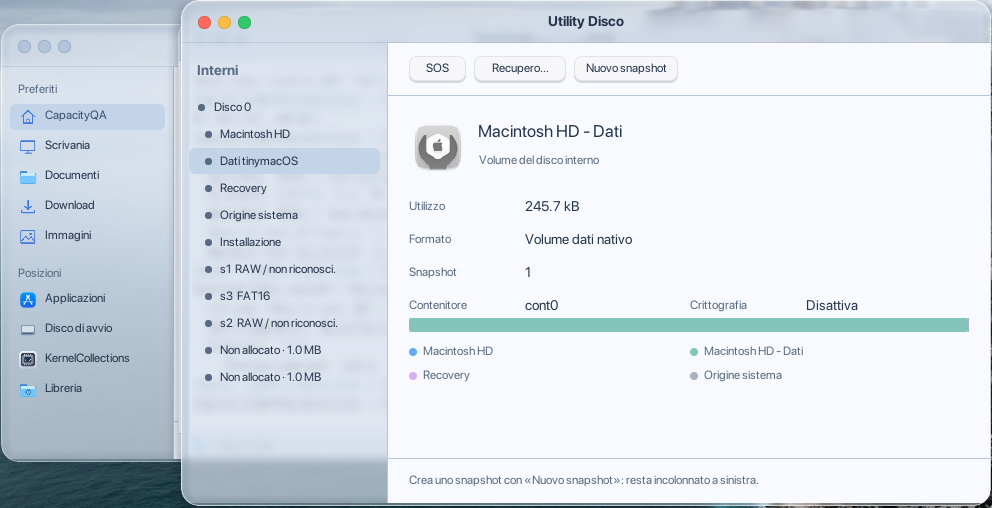 Utility Disco
Preferiti
CapacityQA
Scrivania
Documenti
Download
Immagini
Posizioni
Applicazioni
Disco di avvio
KernelCollections
Libreria
Interni
Disco 0
Macintosh HD
Dati tinymacOS
Recovery
Origine sistema
Installazione
s1 RAW / non riconosci.
s3 FAT16
s2 RAW / non riconosci.
Non allocato · 1.0 MB
Non allocato · 1.0 MB
SOS
Recupero...
Nuovo snapshot
Macintosh HD - Dati
Volume del disco interno
Utilizzo 245.7 kB
Formato Volume dati nativo
Snapshot 1
Contenitore cont0 Crittografia Disattiva
Macintosh HD Macintosh HD - Dati
Recovery Origine sistema
Crea uno snapshot con «Nuovo snapshot»: resta incolonnato a sinistra.